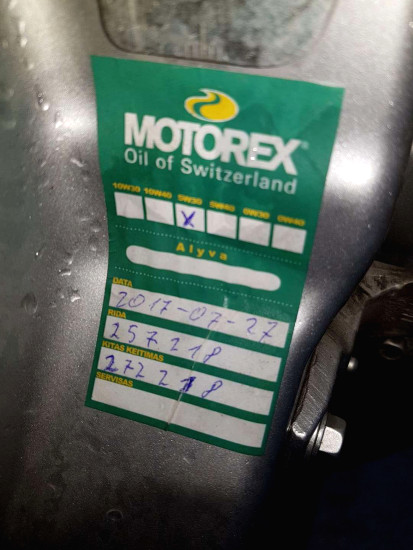 MOTOREX
Oil of Switzerland
10W30 10W40 5W30 5W40 0W30 0W40
X
Alyva
DATA
2017-07-27
RIDA
257218
KITAS KEITIMAS
272218
SERVISAS